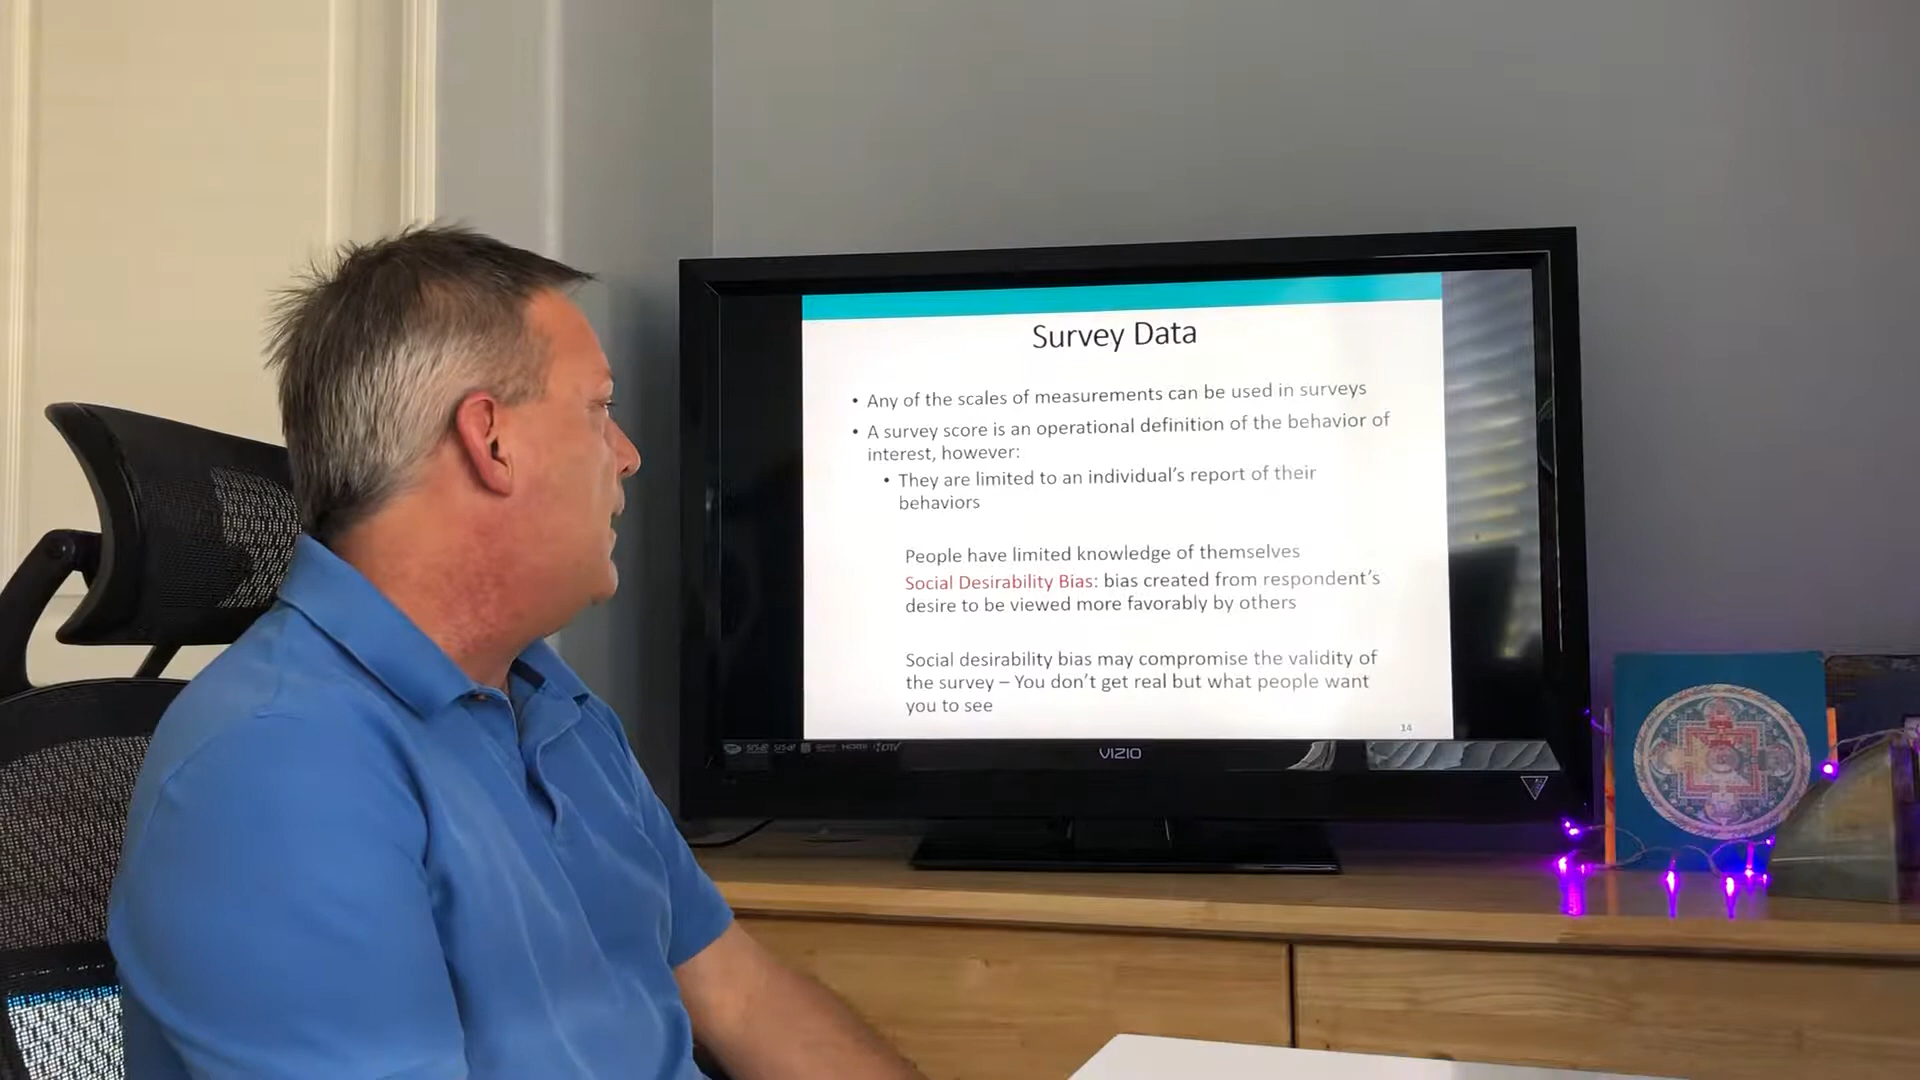 Survey Data
• Any of the scales of measurements can be used in surveys
• A survey score is an operational definition of the behavior of
interest, however:
• They are limited to an individual's report of their
behaviors
People have limited knowledge of themselves
Social Desirability Bias: bias created from respondent's
desire to be viewed more favorably by others
Social desirability bias may compromise the validity of
the survey – You don't get real but what people want
you to see
14
HDMI
HDTV
VIZIO